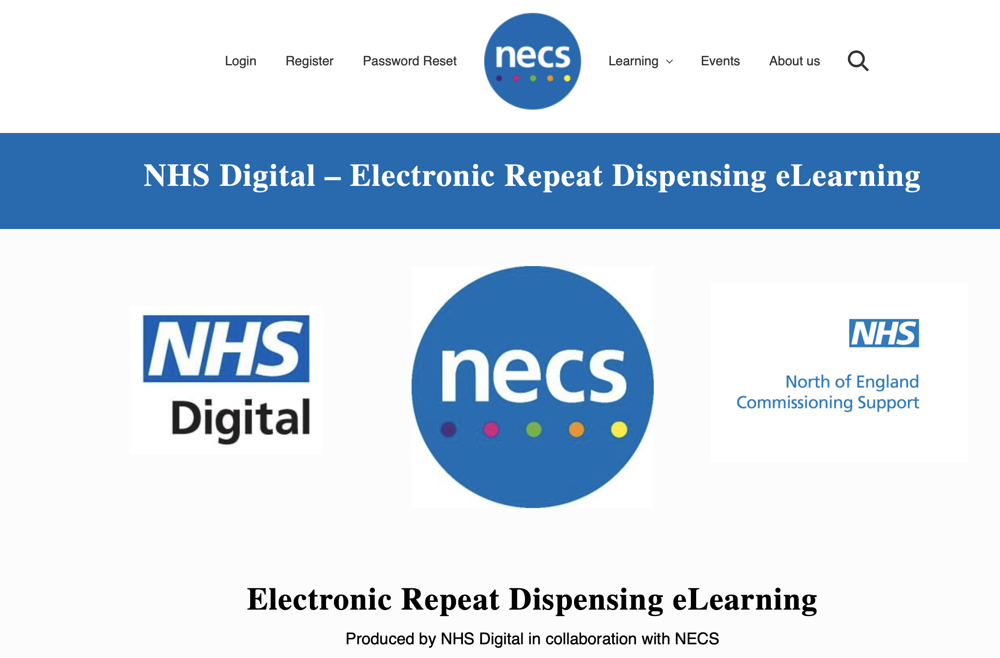 Login Register Password Reset necs Learning Events About us
NHS Digital – Electronic Repeat Dispensing eLearning
NHS
Digital
necs
NHS
North of England
Commissioning Support
Electronic Repeat Dispensing eLearning
Produced by NHS Digital in collaboration with NECS